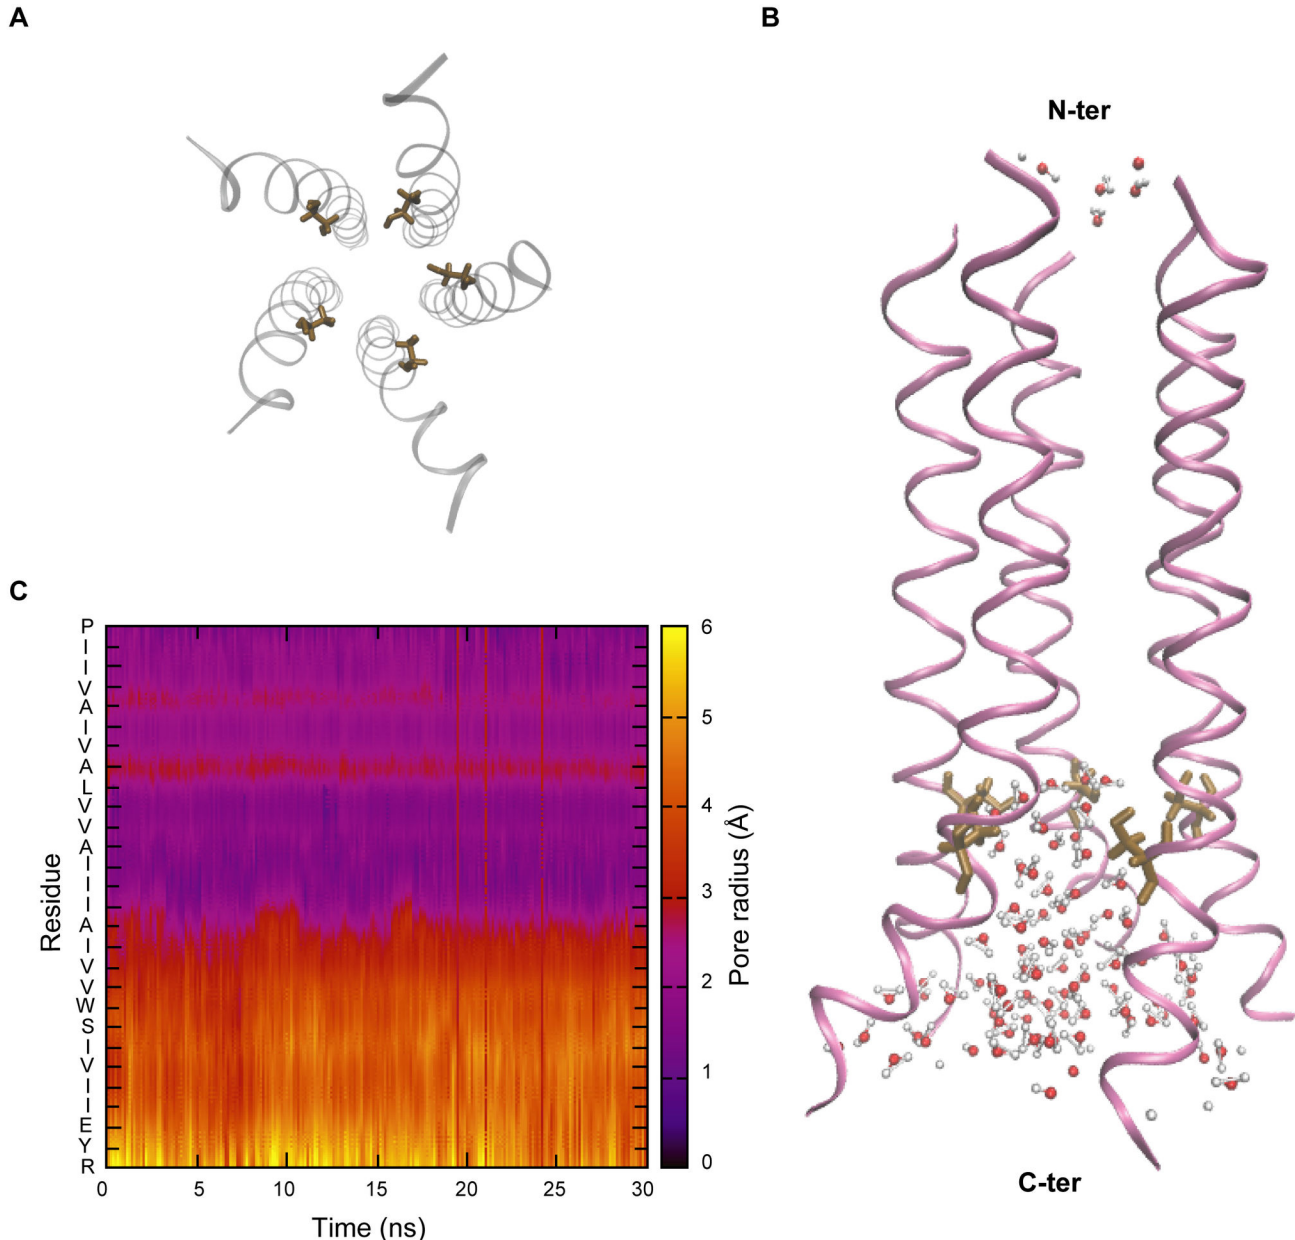 A
B
N-ter
C
P
I
I
V
A
I
V
A
L
V
V
A
I
I
I
A
I
V
V
W
S
I
V
I
I
E
Y
R
Residue
0
5
10
15
20
25
30
Time (ns)
6
5
4
3
2
1
0
Pore radius (Å)
C-ter